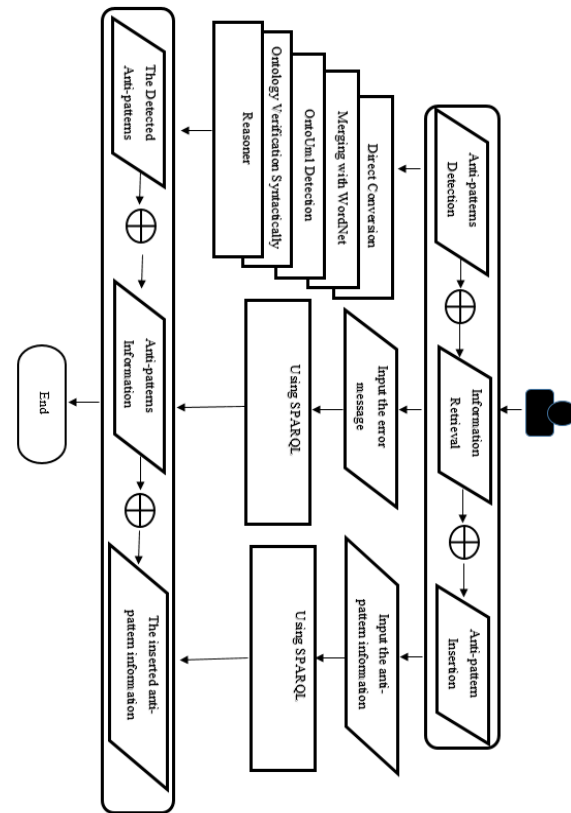 Anti-patterns
Detection
Information
Retrieval
Anti-pattern
Insertion
Direct Conversion
Merging with WordNet
OntoUml Detection
Ontology Verification Syntactically
Reasoner
Input the error
message
Input the anti-
pattern information
Using SPARQL
Using SPARQL
The Detected
Anti-patterns
Anti-patterns
Information
The inserted anti-
pattern information
End